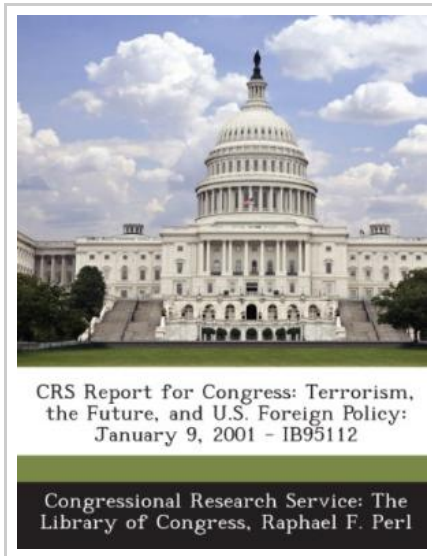 CRS Report for Congress: Terrorism,
the Future, and U.S. Foreign Policy:
January 9, 2001 - IB95112
Congressional Research Service: The
Library of Congress, Raphael F. Perl